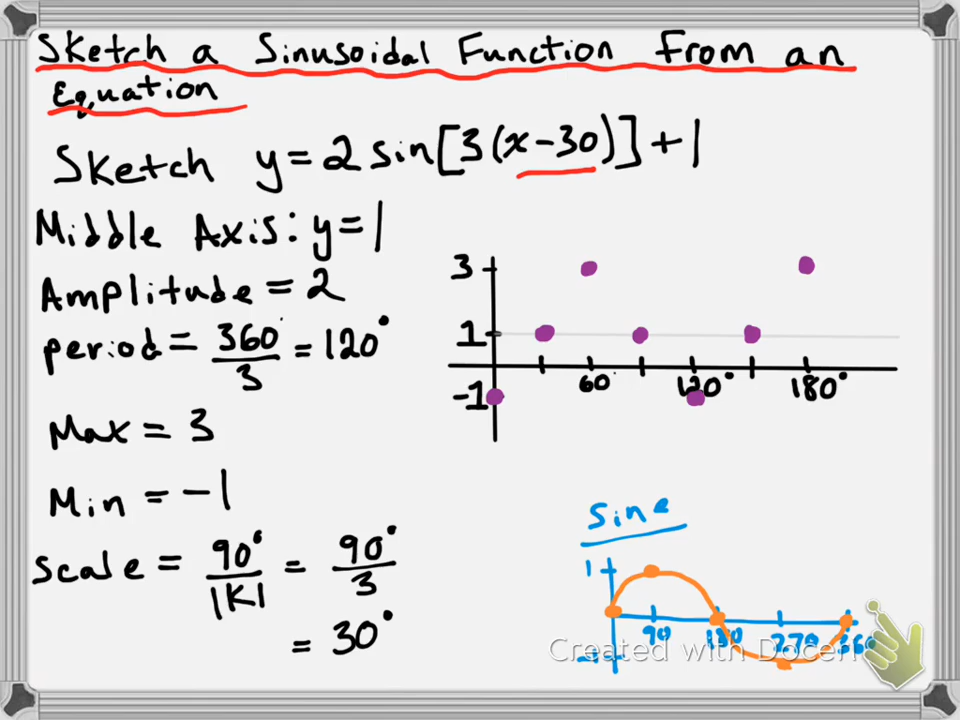 Sketch a Sinusoidal Function From an
Equation
Sketch y=2 sin[3(x-30)]+1
Middle Axis: y=1
Amplitude = 2
period = 360/3 = 120°
Max = 3
Min = -1
Scale = 90°/|K| = 90°/3
= 30°
3
1
-1
60° 120° 180°
Sine
1
90 180 270 360
-1
Created with Doceri